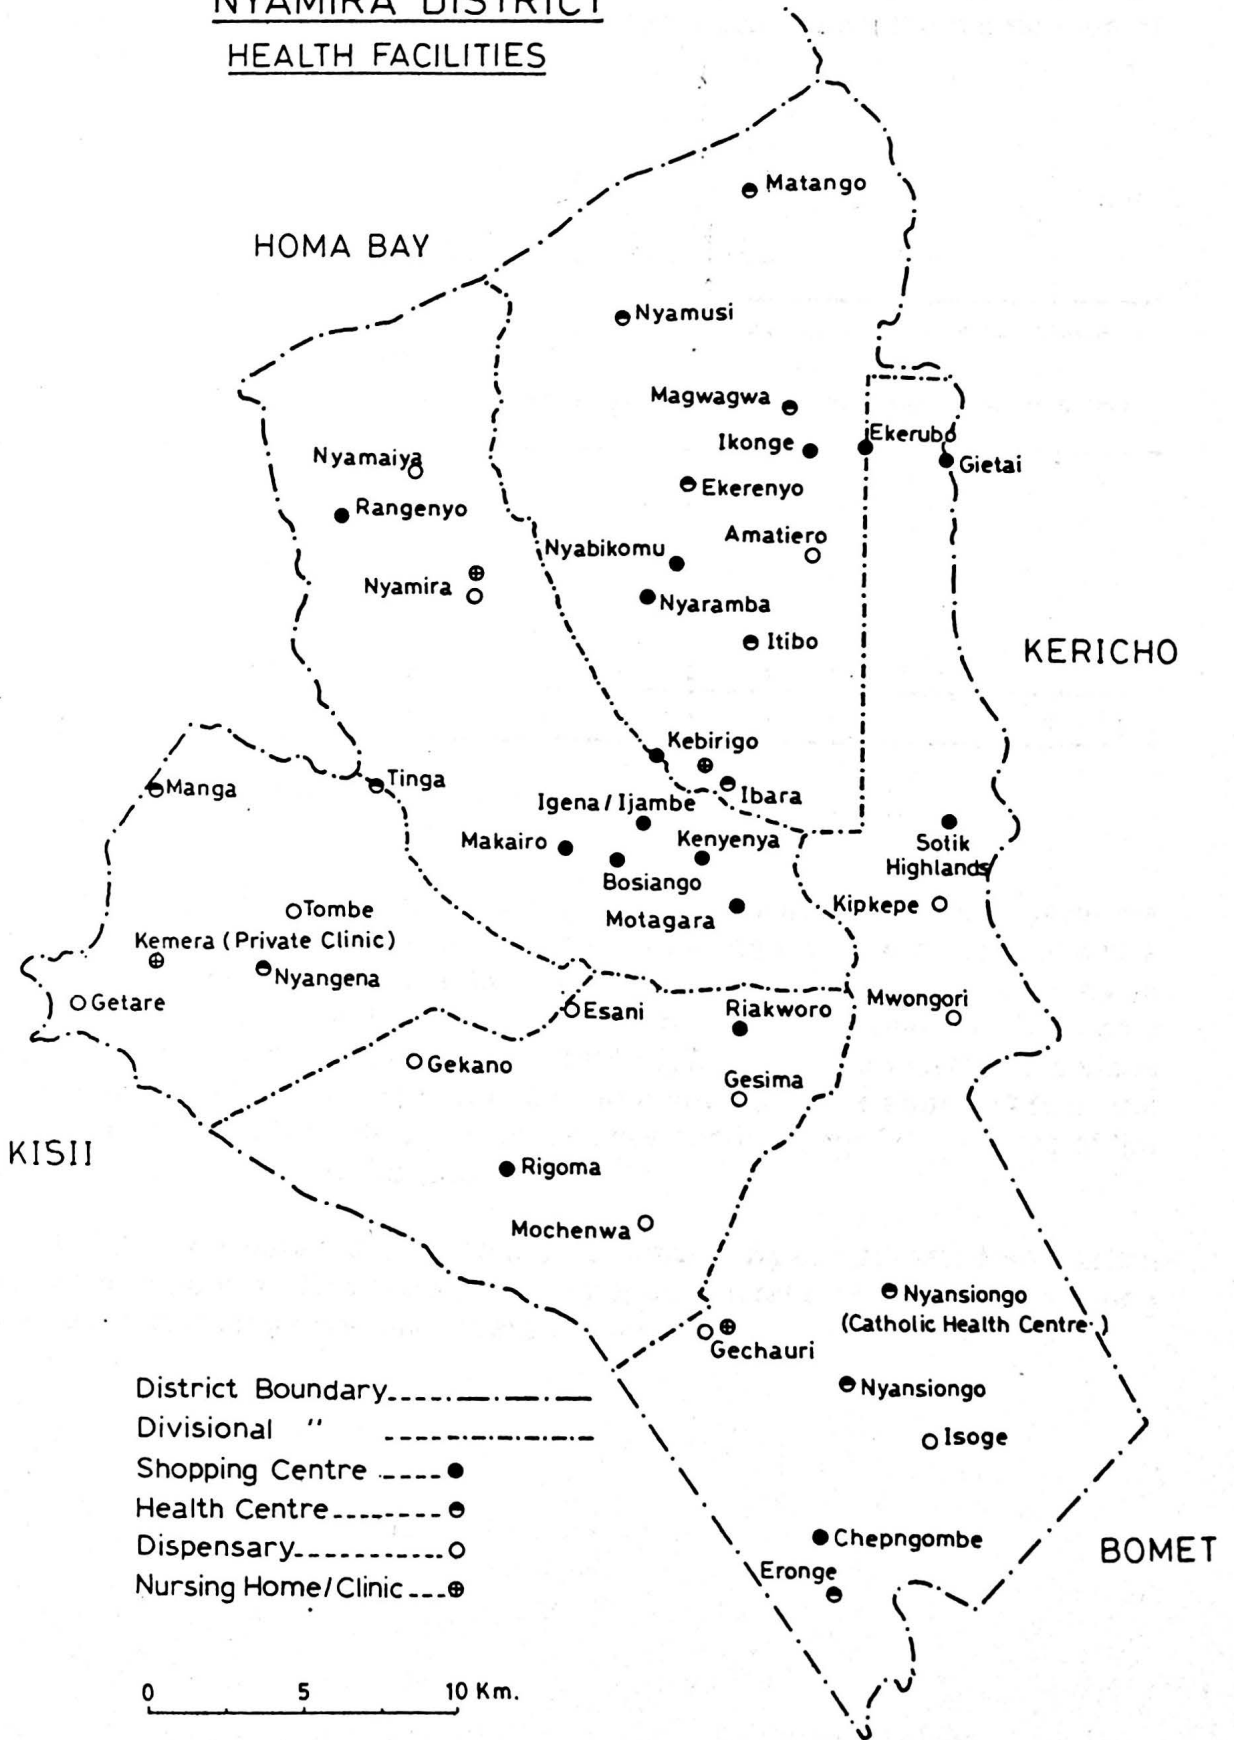 NYAMIRA DISTRICT
HEALTH FACILITIES
Matango
HOMA BAY
Nyamusi
Magwagwa
Ikonge
Ekerubo
Nyamaiya
Gietai
Ekerenyo
Rangenyo
Amatiero
Nyabikomu
Nyamira
Nyaramba
Itibo
KERICHO
Kebirigo
Tinga
Manga
Ibara
Igena/Ijambe
Makairo
Kenyenya
Sotik
Highlands
Bosiango
Kipkepe
Tombe
Motagara
Kemera (Private Clinic)
Nyangena
Getare
Esani
Riakworo
Mwongori
Gekano
Gesima
KISII
Rigoma
Mochenwa
Nyansiongo
(Catholic Health Centre)
Gechauri
Nyansiongo
Isoge
District Boundary
Divisional "
Shopping Centre
Health Centre
Dispensary
Nursing Home/Clinic
Chepngombe
Eronge
BOMET
0 5 10 Km.